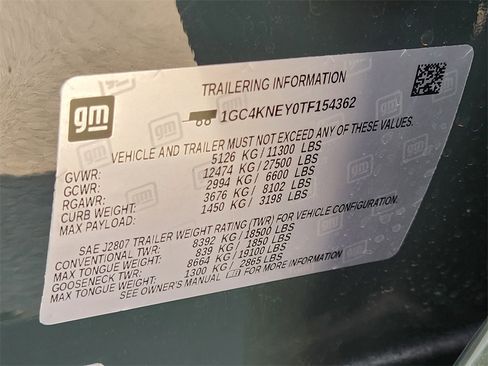 TRAILERING INFORMATION
gm
1GC4KNEY0TF154362
VEHICLE AND TRAILER MUST NOT EXCEED ANY OF THESE VALUES.
GVWR: 5126 KG / 11300 LBS
GCWR: 12474 KG / 27500 LBS
RGAWR: 2994 KG / 6600 LBS
CURB WEIGHT: 3676 KG / 8102 LBS
MAX PAYLOAD: 1450 KG / 3198 LBS
SAE J2807 TRAILER WEIGHT RATING (TWR) FOR VEHICLE CONFIGURATION.
CONVENTIONAL TWR: 8392 KG / 18500 LBS
MAX TONGUE WEIGHT: 839 KG / 1850 LBS
GOOSENECK TWR: 8664 KG / 19100 LBS
MAX TONGUE WEIGHT: 1300 KG / 2865 LBS
SEE OWNER'S MANUAL FOR MORE INFORMATION